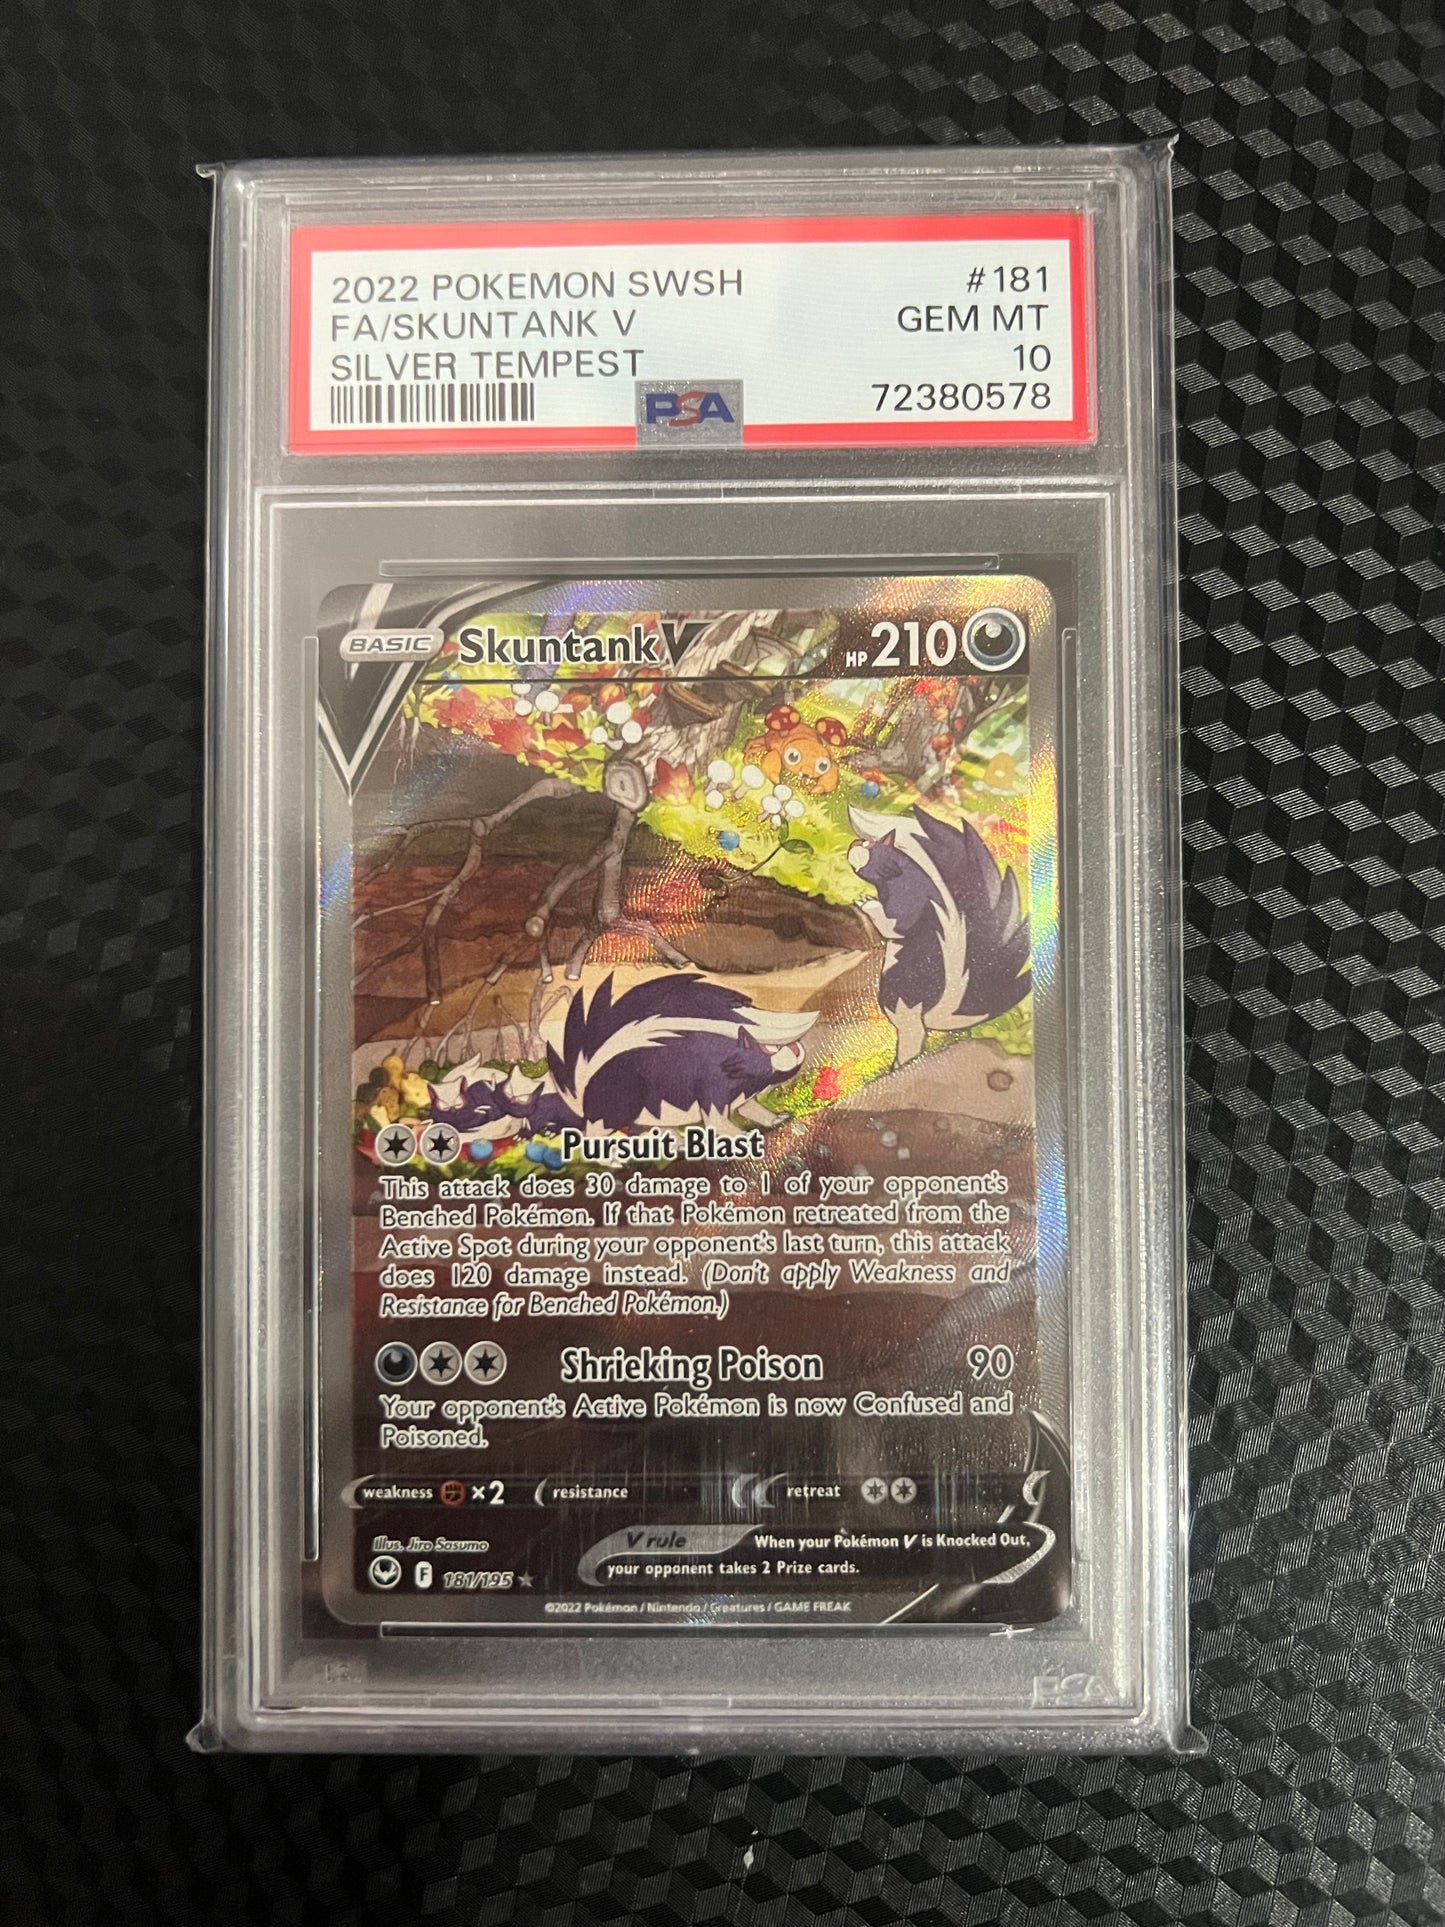 2022 POKEMON SWSH #181
FA/SKUNTANK V GEM MT
SILVER TEMPEST 10
PSA 72380578
BASIC Skuntank V HP 210
Pursuit Blast
This attack does 30 damage to 1 of your opponent's
Benched Pokémon. If that Pokémon retreated from the
Active Spot during your opponent's last turn, this attack
does 120 damage instead. (Don't apply Weakness and
Resistance for Benched Pokémon.)
Shrieking Poison 90
Your opponent's Active Pokémon is now Confused and
Poisoned.
weakness ×2 resistance retreat
Illus. Jiro Sasumo
V rule When your Pokémon V is Knocked Out,
your opponent takes 2 Prize cards.
F 181/195 ★
©2022 Pokémon / Nintendo / Creatures / GAME FREAK
PSA